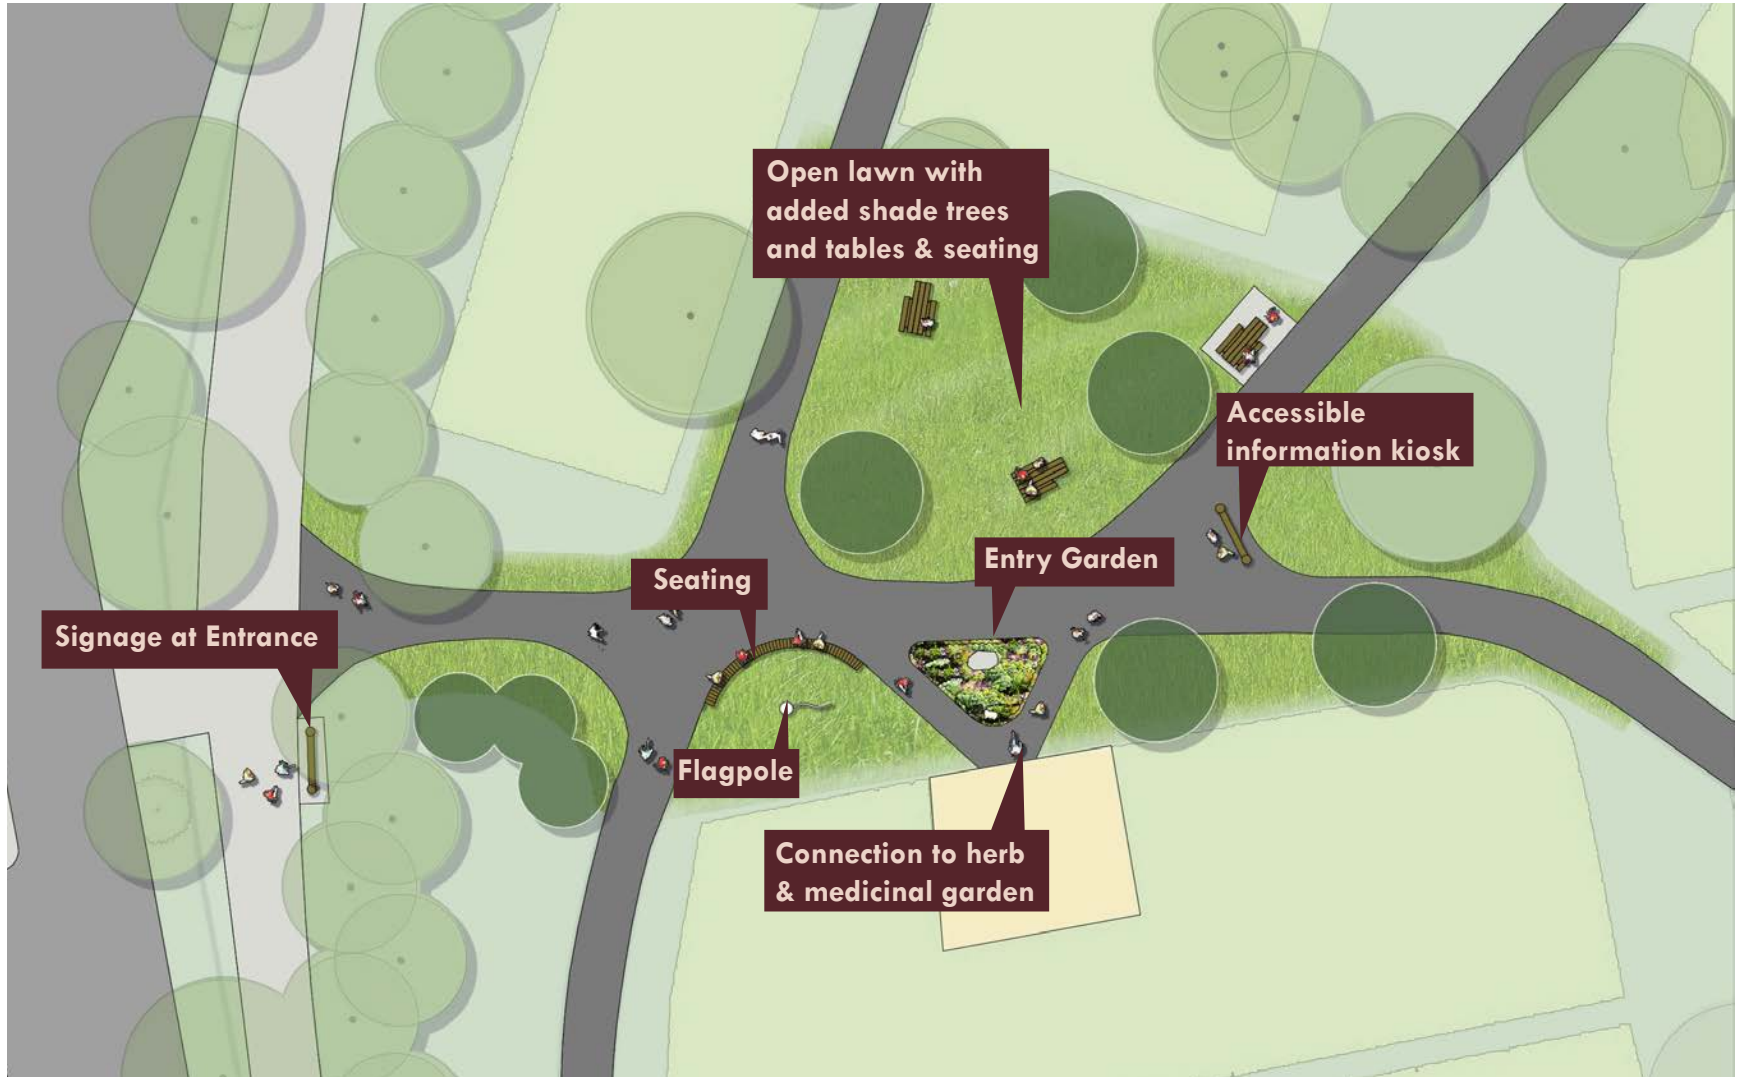 Open lawn with
added shade trees
and tables & seating
Accessible
information kiosk
Entry Garden
Seating
Signage at Entrance
Flagpole
Connection to herb
& medicinal garden